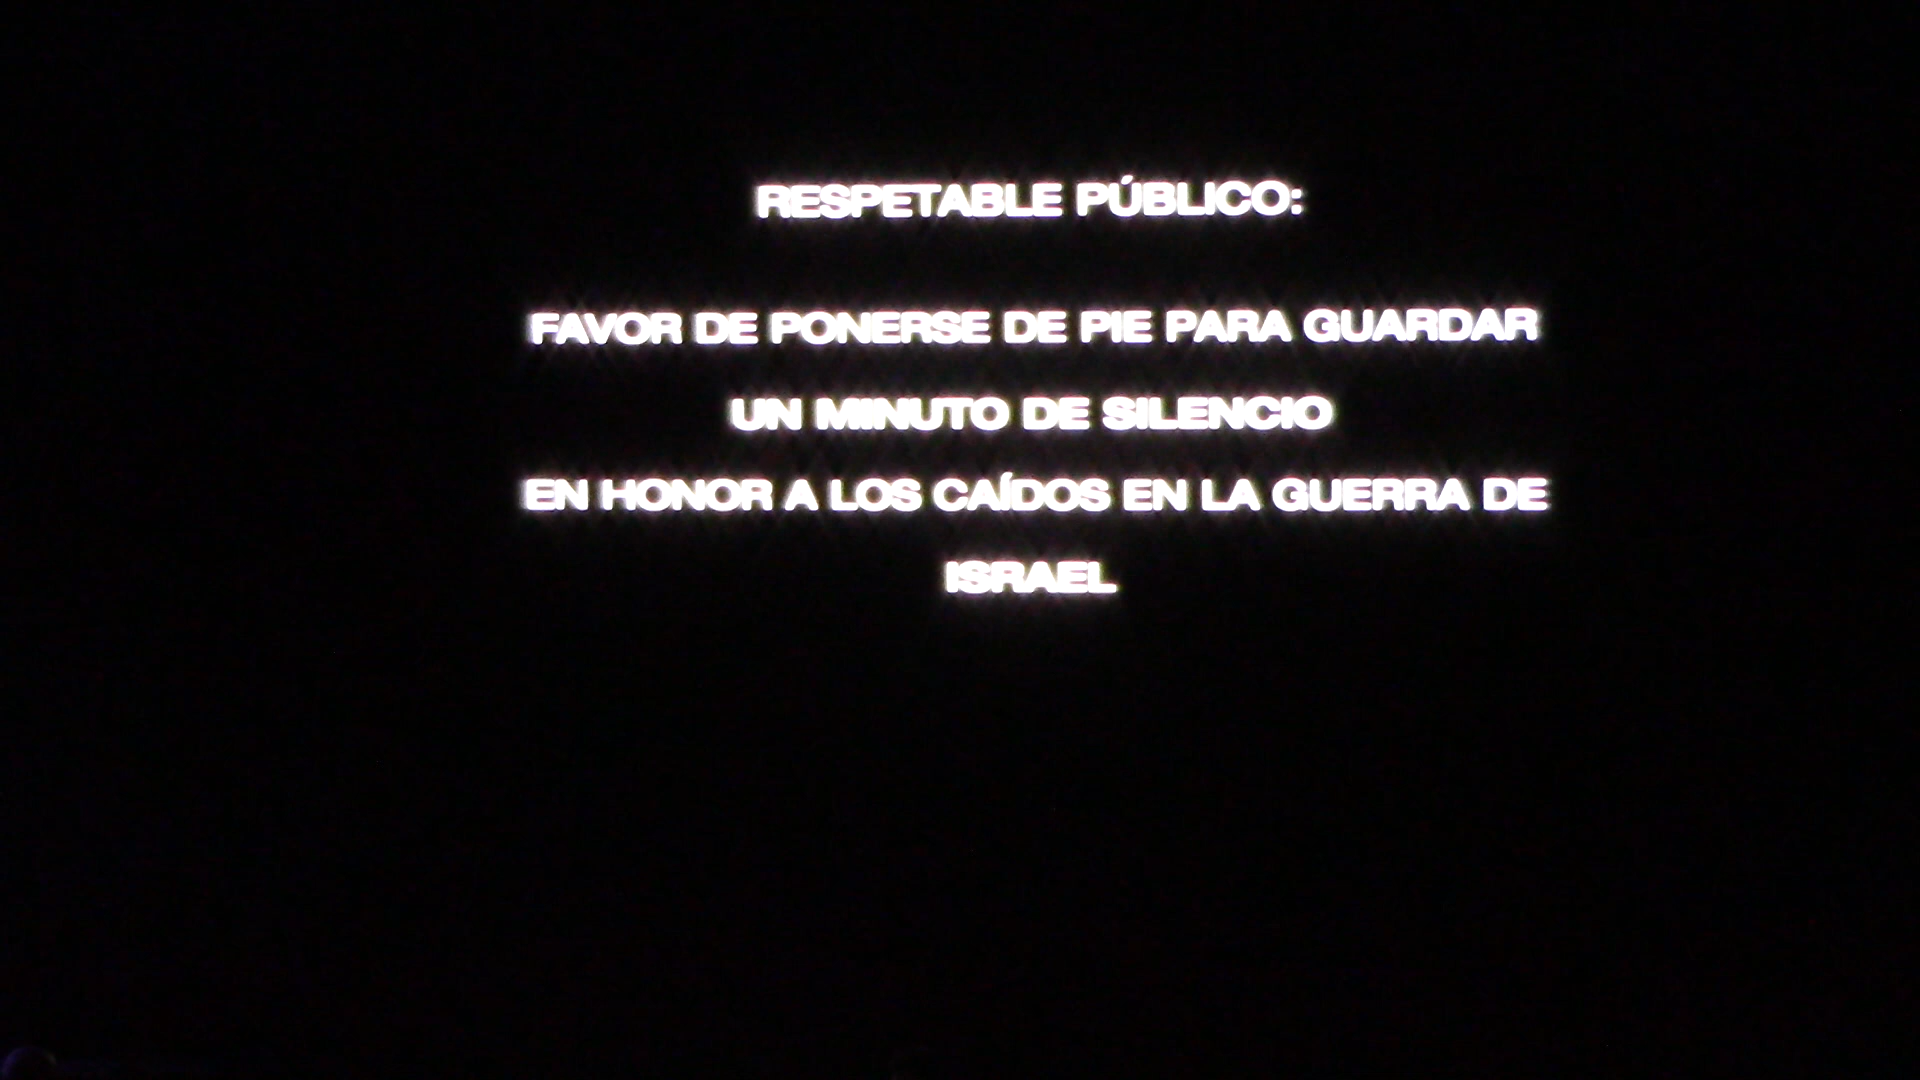 RESPETABLE PÚBLICO:
FAVOR DE PONERSE DE PIE PARA GUARDAR
UN MINUTO DE SILENCIO
EN HONOR A LOS CAÍDOS EN LA GUERRA DE
ISRAEL